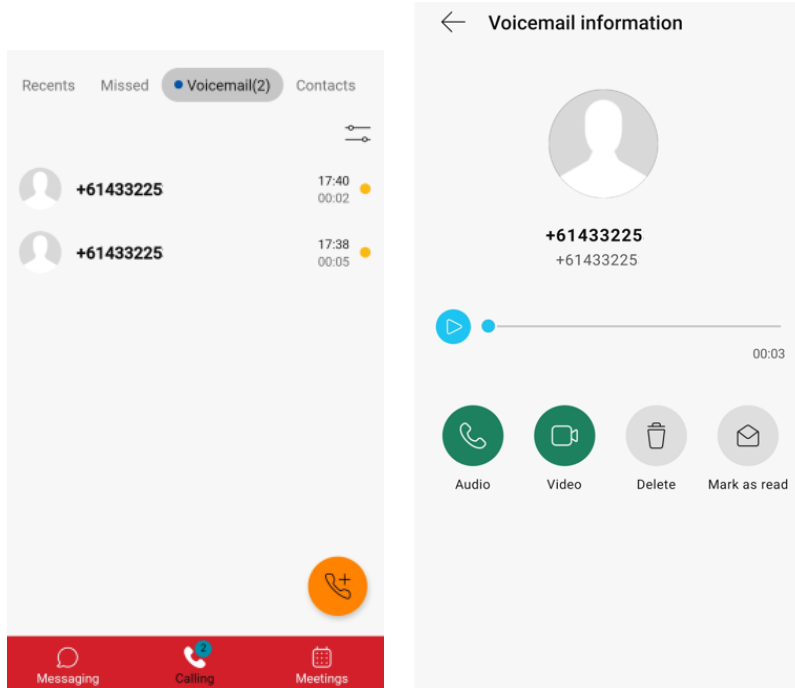 Recents Missed Voicemail(2) Contacts
+61433225 17:40
00:02
+61433225 17:38
00:05
2
Messaging Calling Meetings
Voicemail information
+61433225
+61433225
00:03
Audio Video Delete Mark as read